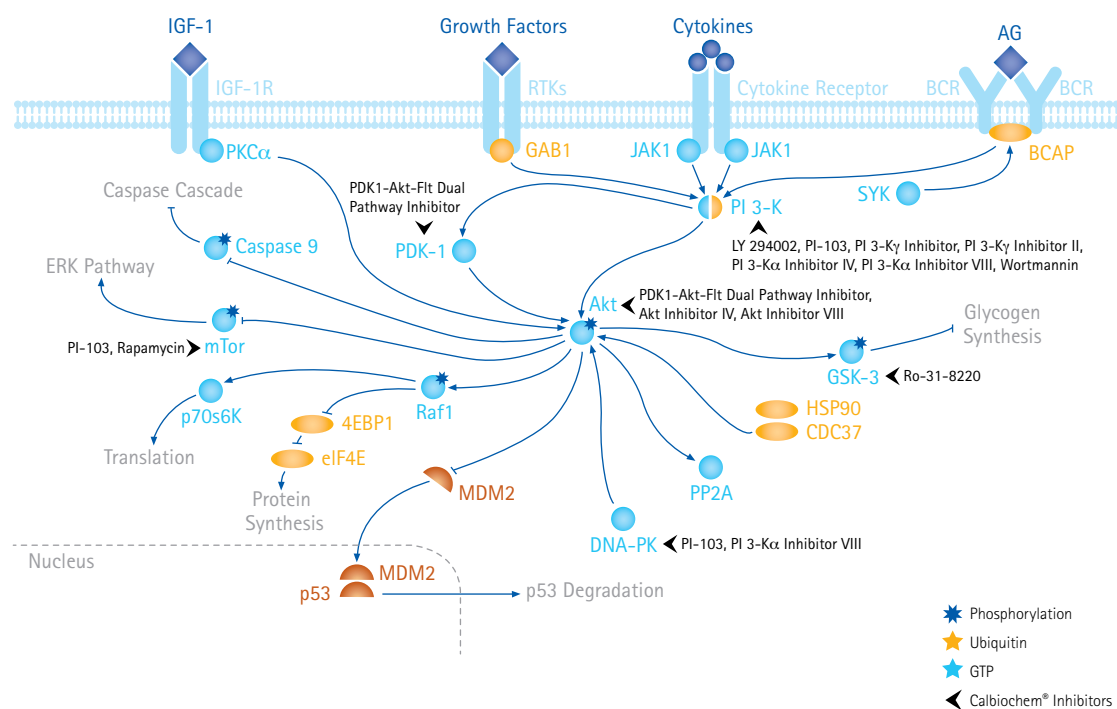 IGF-1
Growth Factors
Cytokines
AG
IGF-1R
RTKs
Cytokine Receptor
BCR
BCR
PKCα
GAB1
JAK1
JAK1
BCAP
Caspase Cascade
PDK1-Akt-Flt Dual
Pathway Inhibitor
SYK
PI 3-K
Caspase 9
PDK-1
LY 294002, PI-103, PI 3-Kγ Inhibitor, PI 3-Kγ Inhibitor II,
PI 3-Kα Inhibitor IV, PI 3-Kα Inhibitor VIII, Wortmannin
ERK Pathway
Akt
PDK1-Akt-Flt Dual Pathway Inhibitor,
Akt Inhibitor IV, Akt Inhibitor VIII
Glycogen
Synthesis
PI-103, Rapamycin
mTor
GSK-3
Ro-31-8220
p70s6K
Raf1
HSP90
CDC37
4EBP1
Translation
eIF4E
PP2A
MDM2
Protein
Synthesis
DNA-PK
PI-103, PI 3-Kα Inhibitor VIII
Nucleus
MDM2
p53
p53 Degradation
Phosphorylation
Ubiquitin
GTP
Calbiochem® Inhibitors